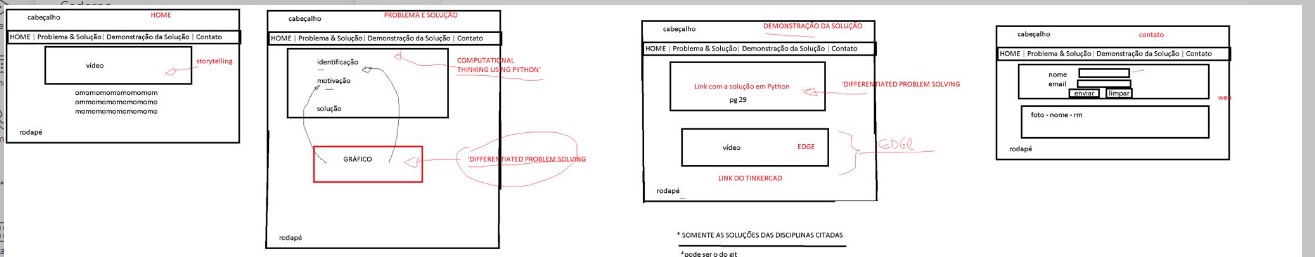 HOME
cabeçalho
HOME | Problema & Solução | Demonstração da Solução | Contato
vídeo
storytelling
omomomomomomomomom
ommomomomomomomomo
momomomomomomomomo
rodapé
PROBLEMA E SOLUÇÃO
cabeçalho
HOME | Problema & Solução | Demonstração da Solução | Contato
identificação
motivação
solução
COMPUTATIONAL
THINKING USING PYTHON'
GRÁFICO
'DIFFERENTIATED PROBLEM SOLVING
rodapé
DEMONSTRAÇÃO DA SOLUÇÃO
cabeçalho
HOME | Problema & Solução | Demonstração da Solução | Contato
Link com a solução em Python
pg 29
'DIFFERENTIATED PROBLEM SOLVING
vídeo
EDGE
EDGE
LINK DO TINKERCAD
rodapé
* SOMENTE AS SOLUÇÕES DAS DISCIPLINAS CITADAS
*pode ser o do git
cabeçalho
contato
HOME | Problema & Solução | Demonstração da Solução | Contato
nome
email
enviar
limpar
web
foto - nome - rm
rodapé